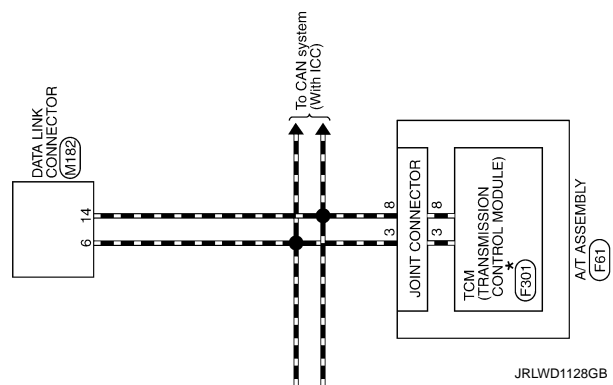 To CAN system
(With ICC)
DATA LINK
CONNECTOR
M182
14
6
8
3
JOINT CONNECTOR
8
3
TCM
(TRANSMISSION
CONTROL MODULE)
*
F301
A/T ASSEMBLY
F61
JRLWD1128GB